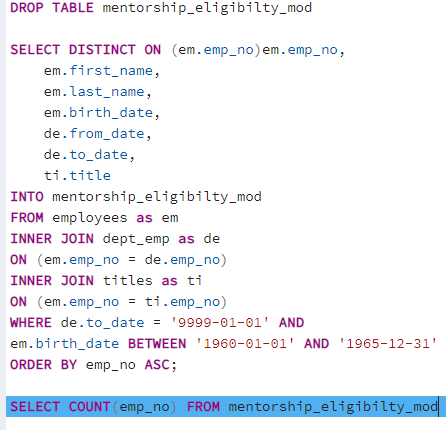 DROP TABLE mentorship_eligibilty_mod
SELECT DISTINCT ON (em.emp_no)em.emp_no,
em.first_name,
em.last_name,
em.birth_date,
de.from_date,
de.to_date,
ti.title
INTO mentorship_eligibilty_mod
FROM employees as em
INNER JOIN dept_emp as de
ON (em.emp_no = de.emp_no)
INNER JOIN titles as ti
ON (em.emp_no = ti.emp_no)
WHERE de.to_date = '9999-01-01' AND
em.birth_date BETWEEN '1960-01-01' AND '1965-12-31'
ORDER BY emp_no ASC;
SELECT COUNT(emp_no) FROM mentorship_eligibilty_mod